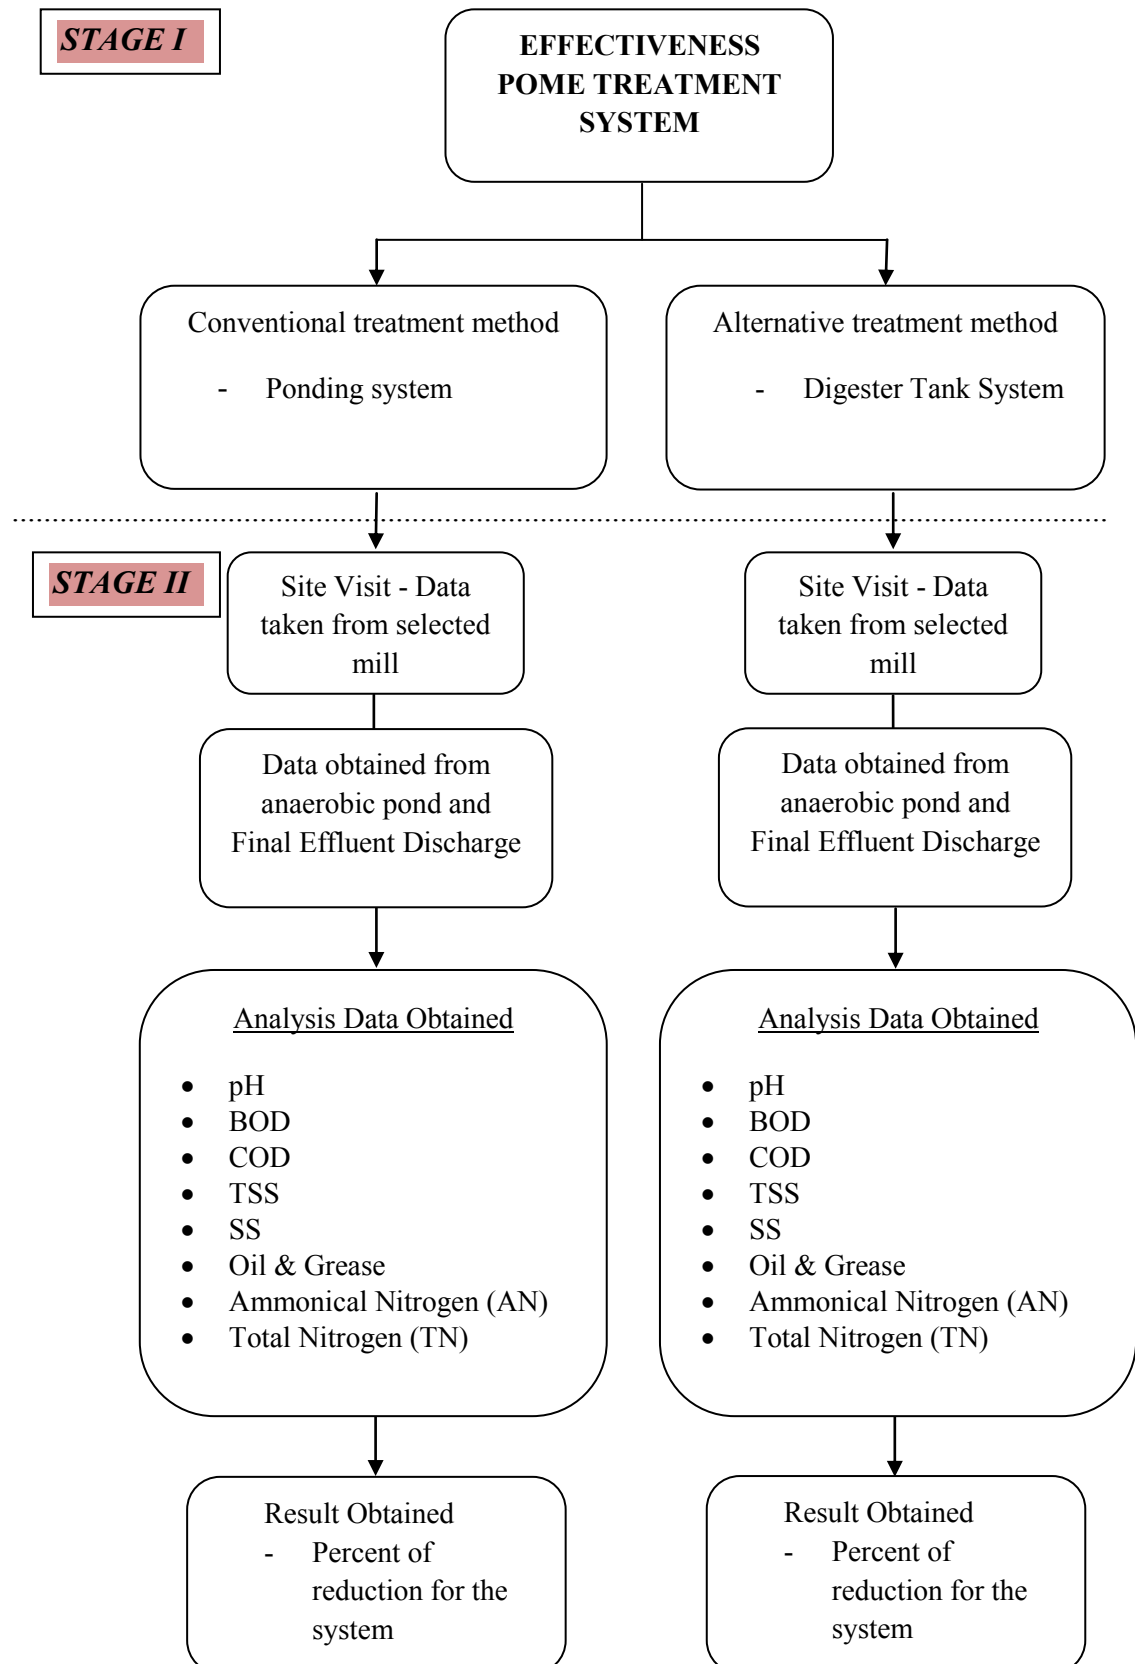 STAGE I
EFFECTIVENESS
POME TREATMENT
SYSTEM
Conventional treatment method
- Ponding system
Alternative treatment method
- Digester Tank System
STAGE II
Site Visit - Data
taken from selected
mill
Site Visit - Data
taken from selected
mill
Data obtained from
anaerobic pond and
Final Effluent Discharge
Data obtained from
anaerobic pond and
Final Effluent Discharge
Analysis Data Obtained
• pH
• BOD
• COD
• TSS
• SS
• Oil & Grease
• Ammonical Nitrogen (AN)
• Total Nitrogen (TN)
Analysis Data Obtained
• pH
• BOD
• COD
• TSS
• SS
• Oil & Grease
• Ammonical Nitrogen (AN)
• Total Nitrogen (TN)
Result Obtained
- Percent of
reduction for the
system
Result Obtained
- Percent of
reduction for the
system